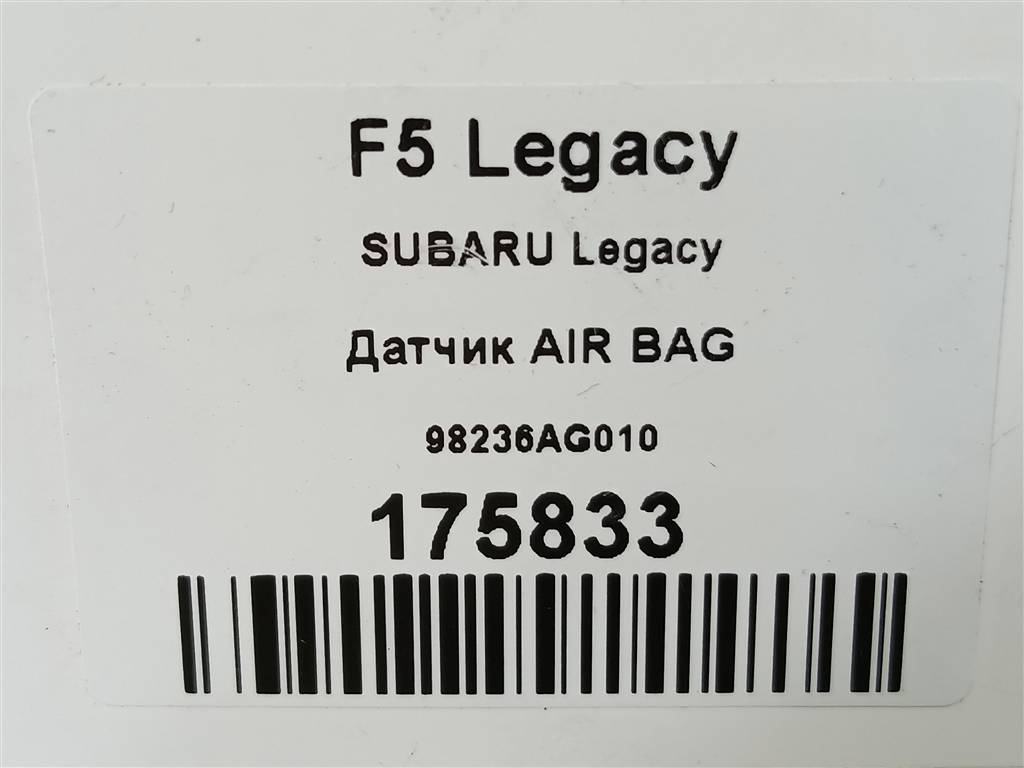 F5 Legacy
SUBARU Legacy
Датчик AIR BAG
98236AG010
175833